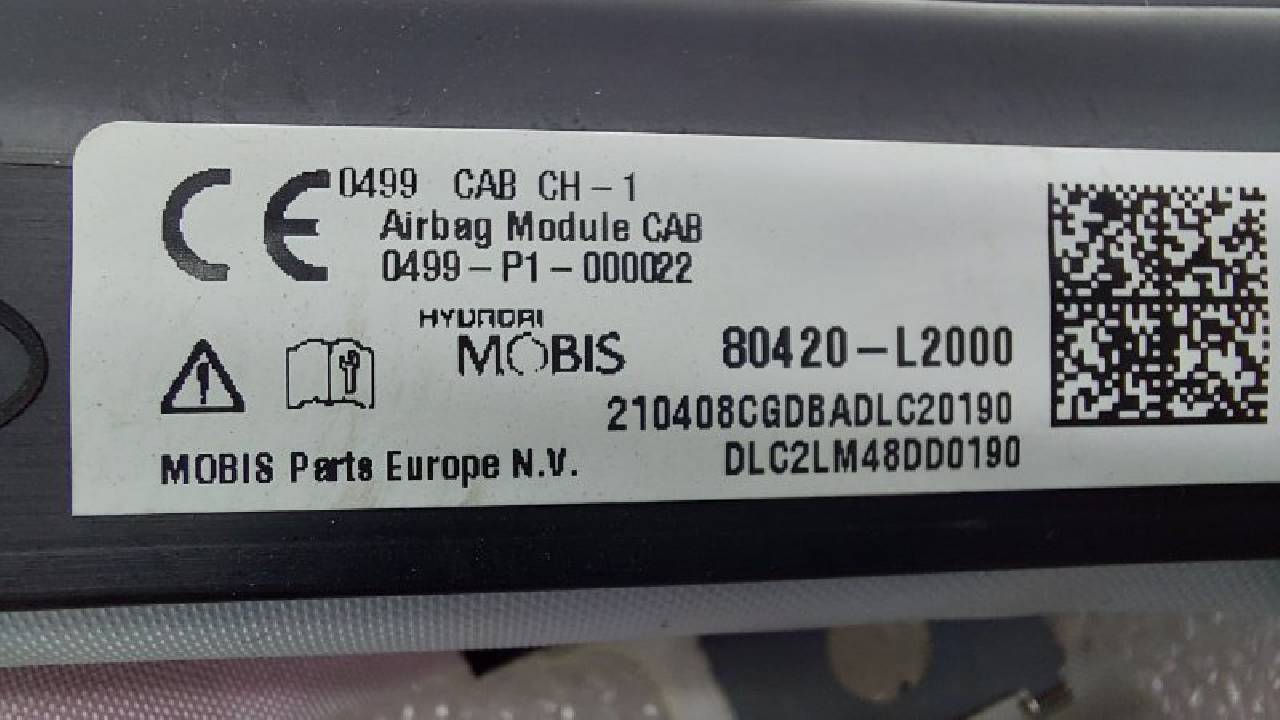 CE 0499 CAB CH-1
Airbag Module CAB
0499-P1-000022
HYUNDAI
MOBIS
80420-L2000
210408CGDBADLC20190
DLC2LM48DD0190
MOBIS Parts Europe N.V.